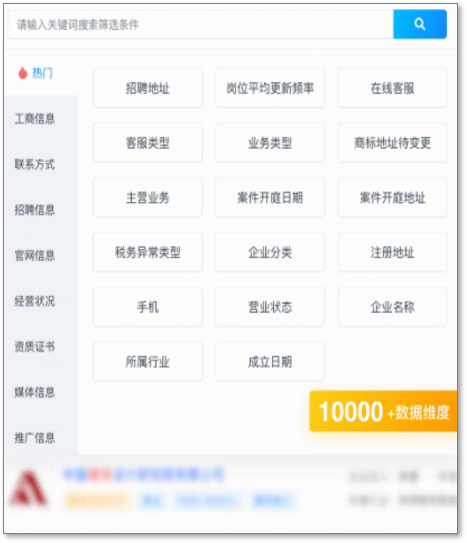 请输入关键词搜索筛选条件
热门
招聘地址 岗位平均更新频率 在线客服
工商信息
客服类型 业务类型 商标地址待变更
联系方式
主营业务 案件开庭日期 案件开庭地址
招聘信息
税务异常类型 企业分类 注册地址
官网信息
经营状况
手机 营业状态 企业名称
资质证书
所属行业 成立日期
媒体信息
10000+数据维度
推广信息